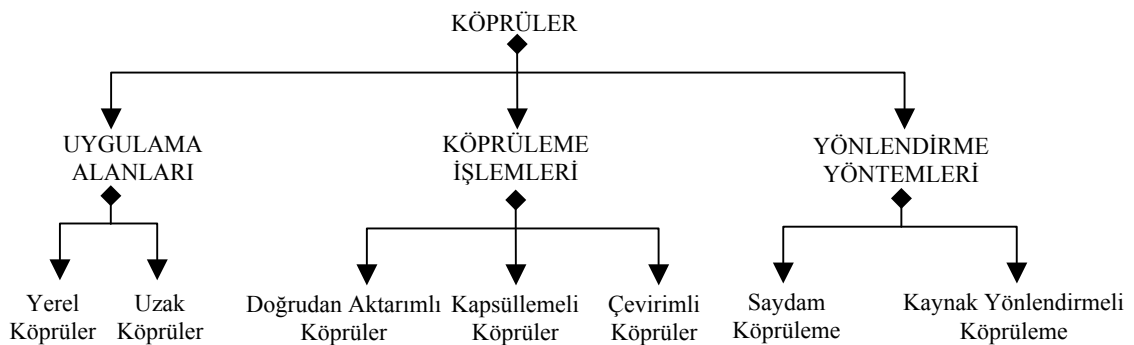 KÖPRÜLER
UYGULAMA
ALANLARI
KÖPRÜLEME
İŞLEMLERİ
YÖNLENDİRME
YÖNTEMLERİ
Yerel
Köprüler
Uzak
Köprüler
Doğrudan Aktarımlı
Köprüler
Kapsüllemeli
Köprüler
Çevirimli
Köprüler
Saydam
Köprüleme
Kaynak Yönlendirmeli
Köprüleme